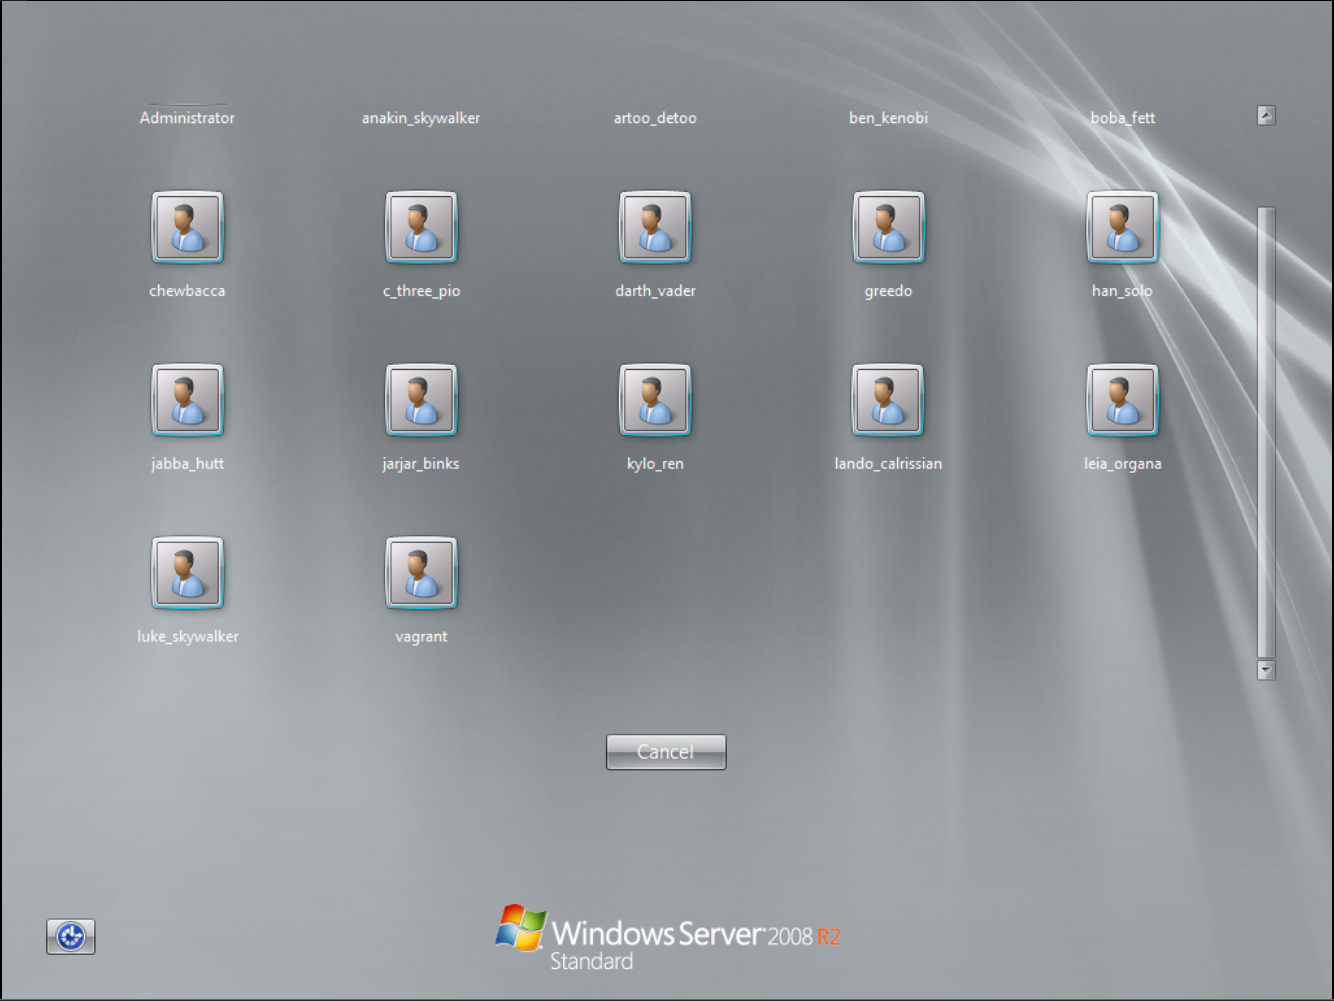 Administrator
anakin_skywalker
artoo_detoo
ben_kenobi
boba_fett
chewbacca
c_three_pio
darth_vader
greedo
han_solo
jabba_hutt
jarjar_binks
kylo_ren
lando_calrissian
leia_organa
luke_skywalker
vagrant
Cancel
Windows Server 2008 R2
Standard